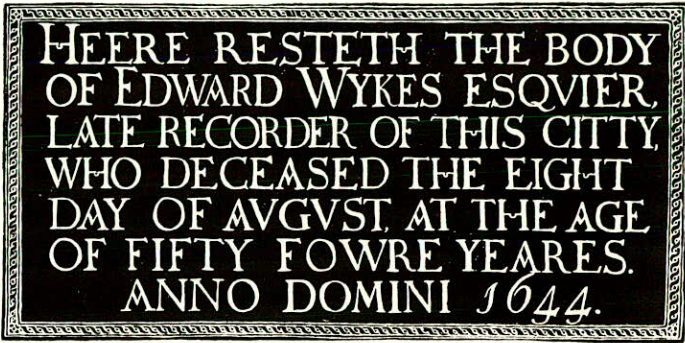 HEERE RESTETH THE BODY
OF EDWARD WYKES ESQVIER,
LATE RECORDER OF THIS CITTY,
WHO DECEASED THE EIGHT
DAY OF AVGVST, AT THE AGE
OF FIFTY FOWRE YEARES.
ANNO DOMINI 1644.